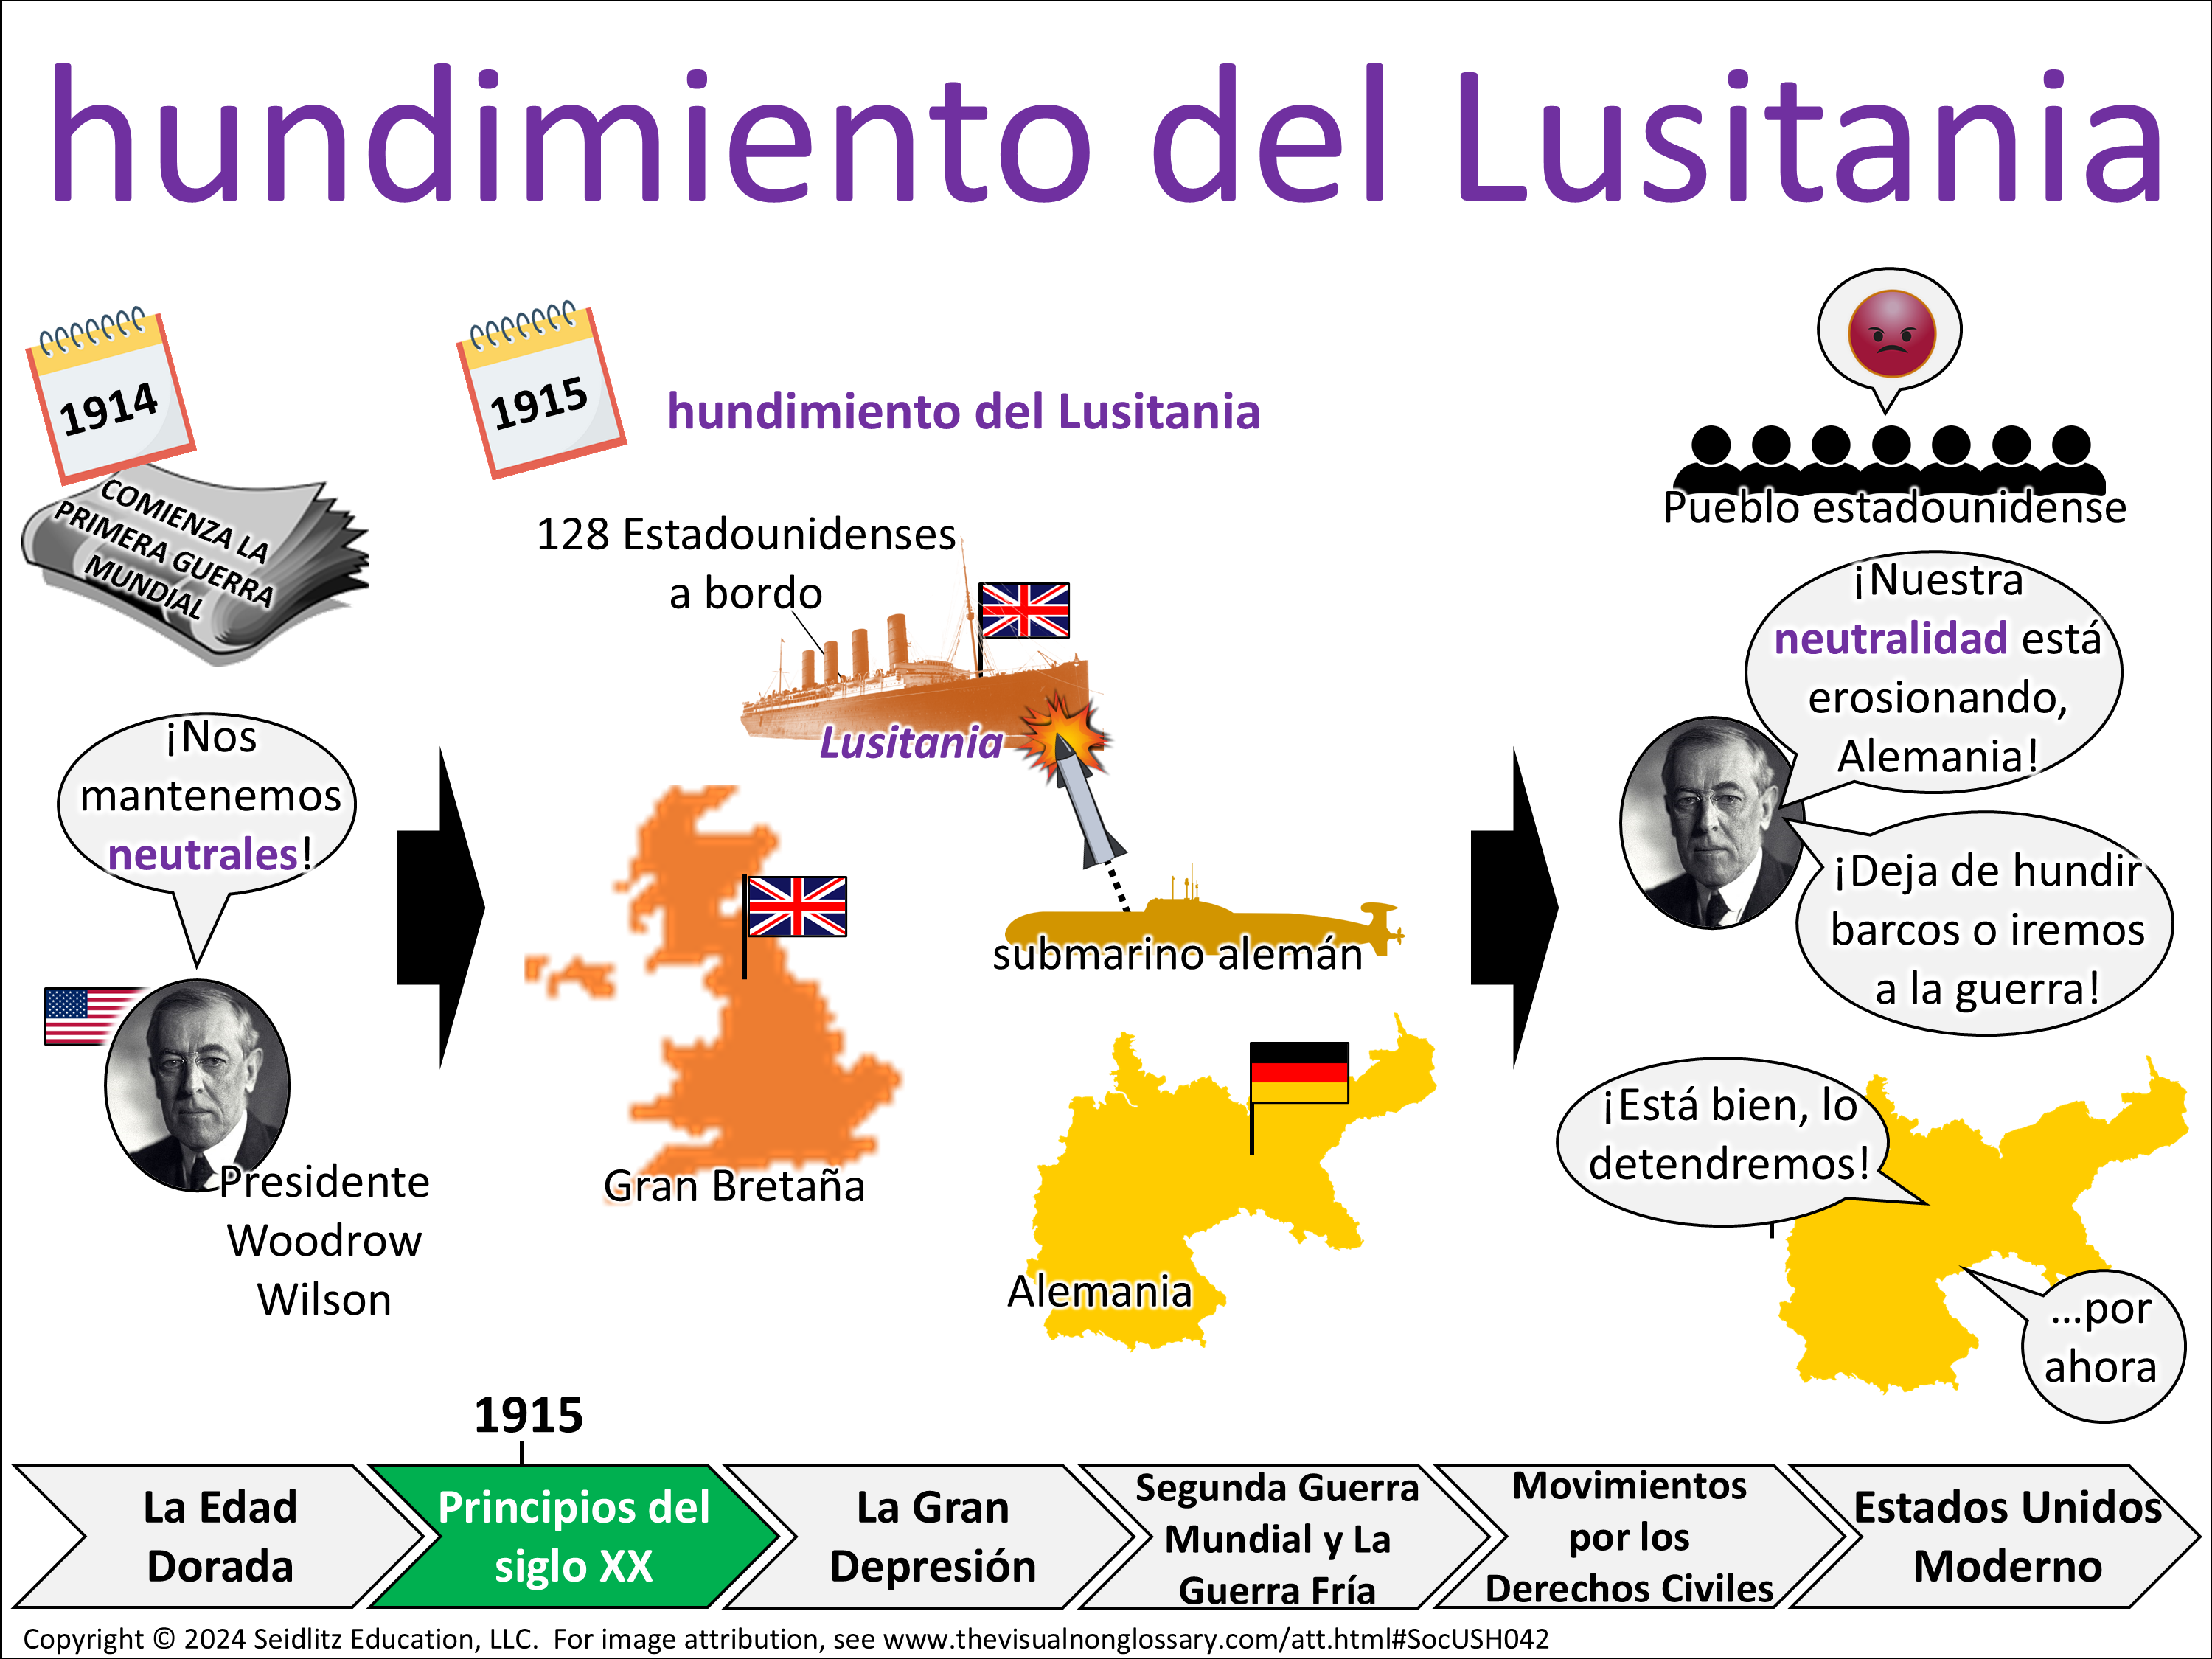 hundimiento del Lusitania
1914
COMIENZA LA
PRIMERA GUERRA
MUNDIAL
¡Nos
mantenemos
neutrales!
Presidente
Woodrow
Wilson
1915
hundimiento del Lusitania
128 Estadounidenses
a bordo
Lusitania
submarino alemán
Gran Bretaña
Alemania
Pueblo estadounidense
¡Nuestra
neutralidad está
erosionando,
Alemania!
¡Deja de hundir
barcos o iremos
a la guerra!
¡Está bien, lo
detendremos!
...por
ahora
1915
La Edad
Dorada
Principios del
siglo XX
La Gran
Depresión
Segunda Guerra
Mundial y La
Guerra Fría
Movimientos
por los
Derechos Civiles
Estados Unidos
Moderno
Copyright © 2024 Seidlitz Education, LLC.  For image attribution, see www.thevisualnonglossary.com/att.html#SocUSH042